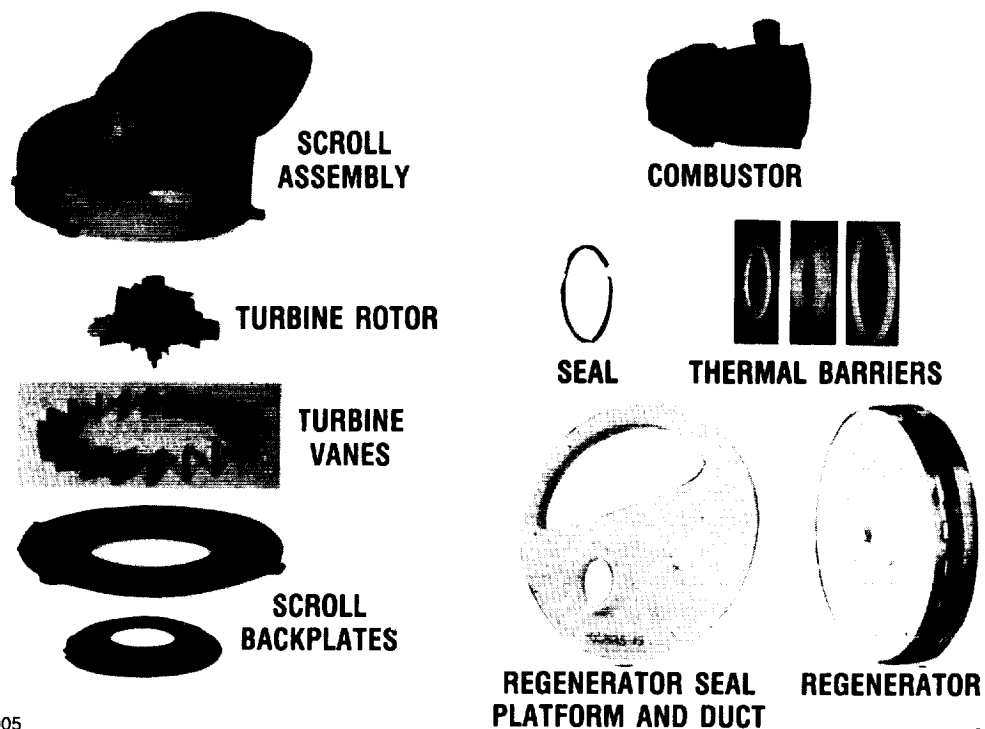 SCROLL
ASSEMBLY
COMBUSTOR
TURBINE ROTOR
SEAL
THERMAL BARRIERS
TURBINE
VANES
SCROLL
BACKPLATES
REGENERATOR SEAL
PLATFORM AND DUCT
REGENERATOR
05